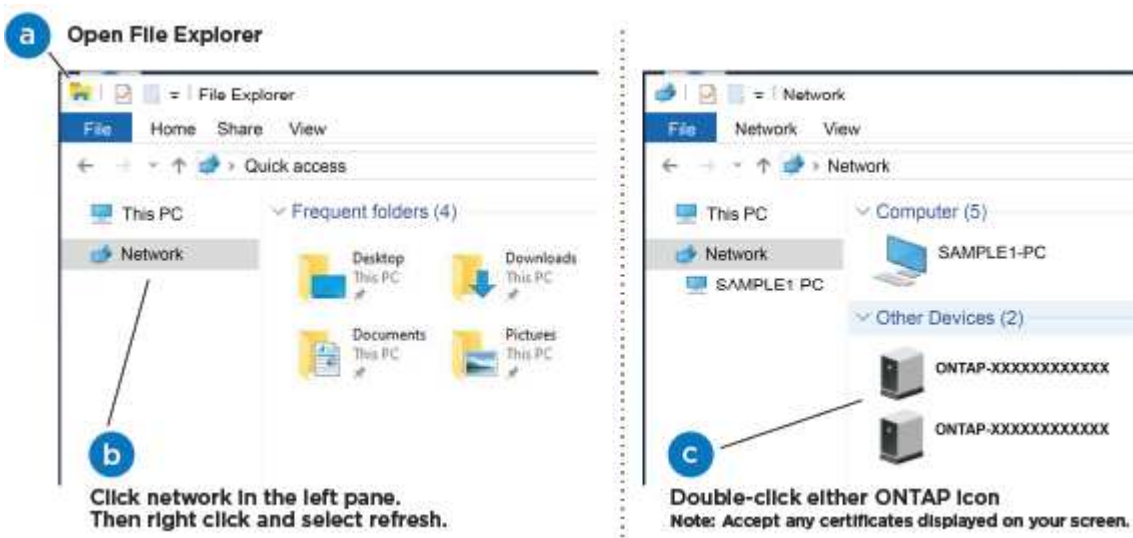 a
Open File Explorer
= File Explorer
File Home Share View
> Quick access
This PC
Network
Frequent folders (4)
Desktop
This PC
Downloads
This PC
Documents
This PC
Pictures
This PC
b
Click network in the left pane.
Then right click and select refresh.
= Network
File Network View
> Network
This PC
Network
SAMPLE1 PC
Computer (5)
SAMPLE1-PC
Other Devices (2)
ONTAP-XXXXXXXXXXXX
ONTAP-XXXXXXXXXXXX
c
Double-click either ONTAP icon
Note: Accept any certificates displayed on your screen.